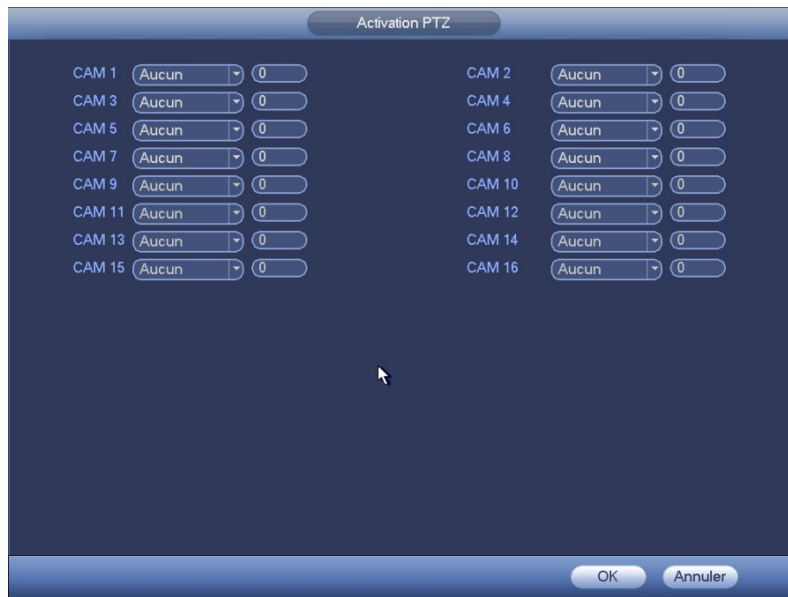 Activation PTZ
CAM 1 Aucun 0 CAM 2 Aucun 0
CAM 3 Aucun 0 CAM 4 Aucun 0
CAM 5 Aucun 0 CAM 6 Aucun 0
CAM 7 Aucun 0 CAM 8 Aucun 0
CAM 9 Aucun 0 CAM 10 Aucun 0
CAM 11 Aucun 0 CAM 12 Aucun 0
CAM 13 Aucun 0 CAM 14 Aucun 0
CAM 15 Aucun 0 CAM 16 Aucun 0
OK Annuler